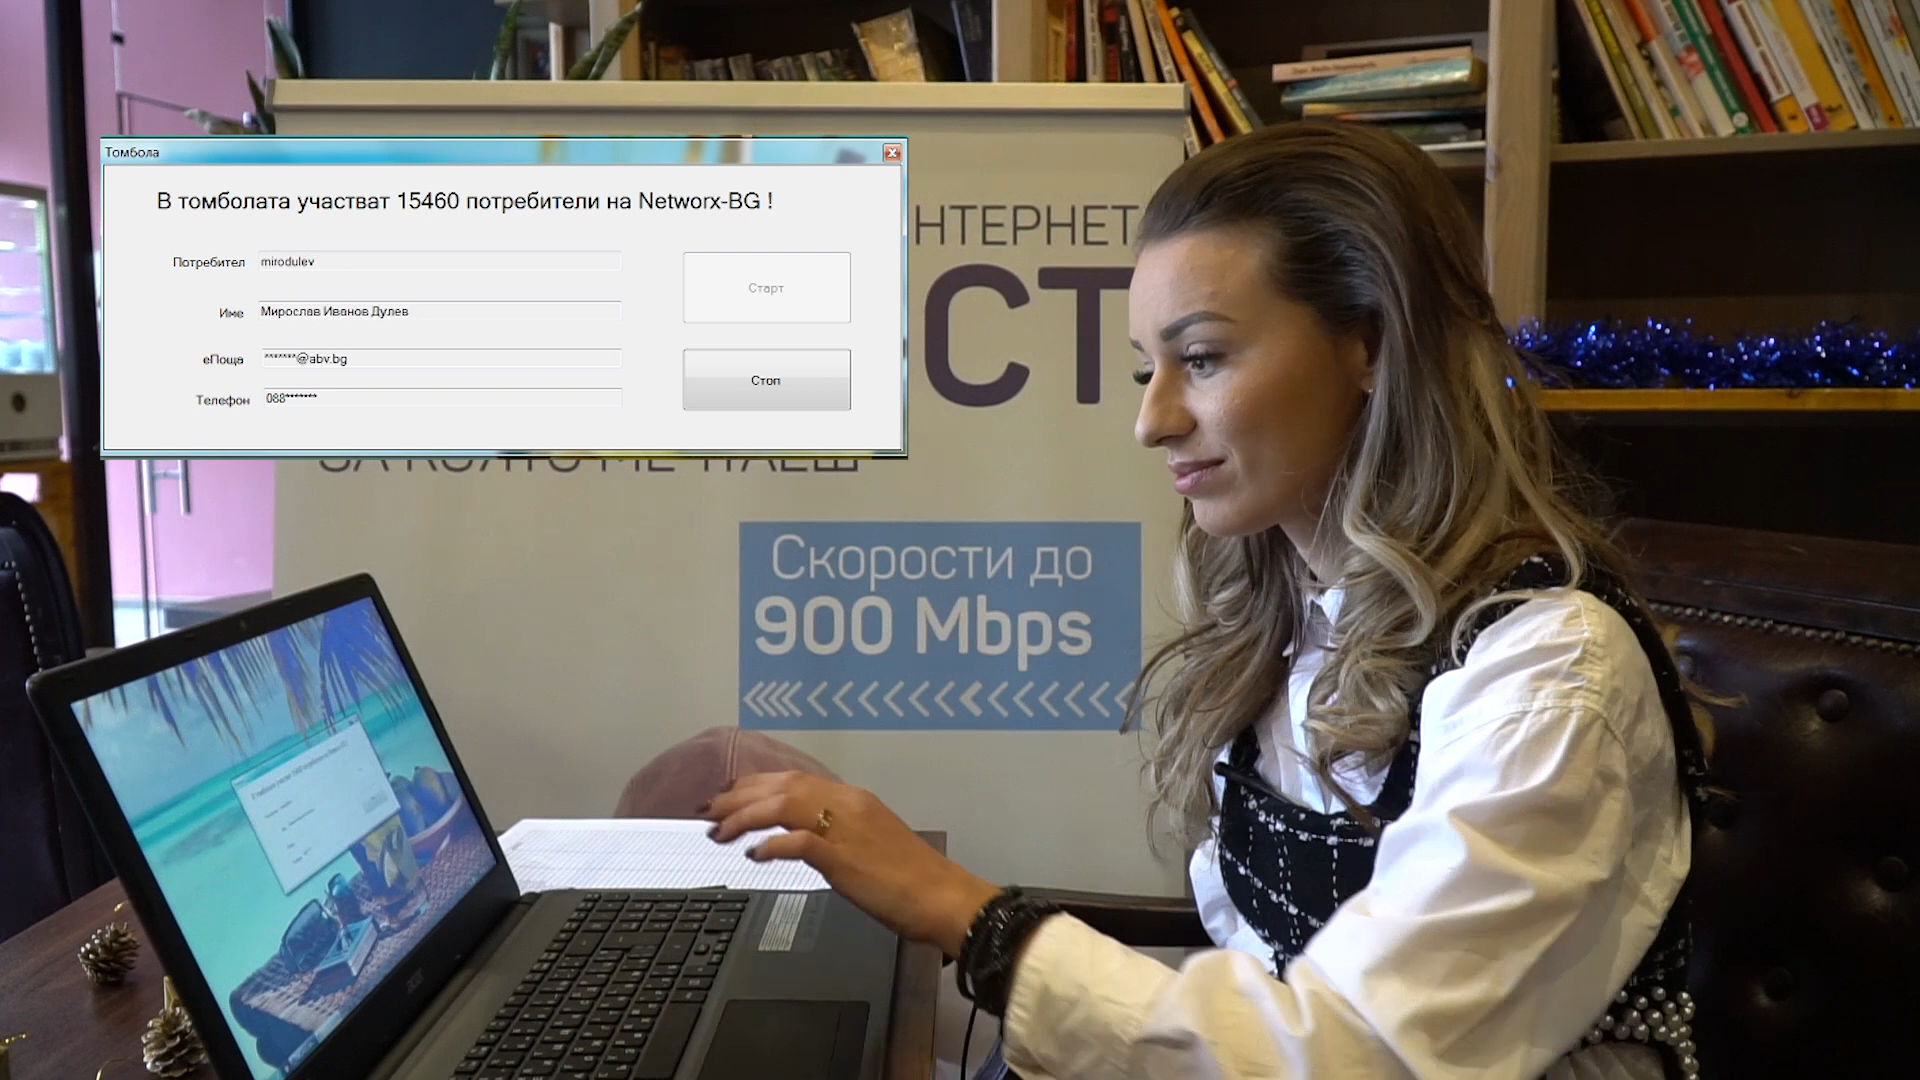 Томбола
В томболата участват 15460 потребители на Networx-BG !
Потребител mirodulev
Старт
Име Мирослав Иванов Дулев
еПоща *******@abv.bg
Стоп
Телефон 088*******
НТЕРНЕТ
СТ
Скорости до
900 Mbps